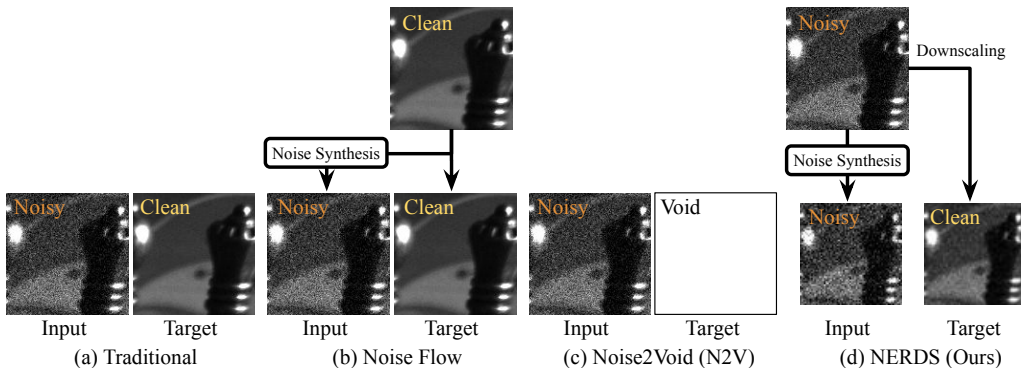 Clean
Noisy
Downscaling
Noise Synthesis
Noise Synthesis
Noisy
Clean
Noisy
Clean
Noisy
Void
Noisy
Clean
Input
Target
Input
Target
Input
Target
Input
Target
(a) Traditional
(b) Noise Flow
(c) Noise2Void (N2V)
(d) NERDS (Ours)